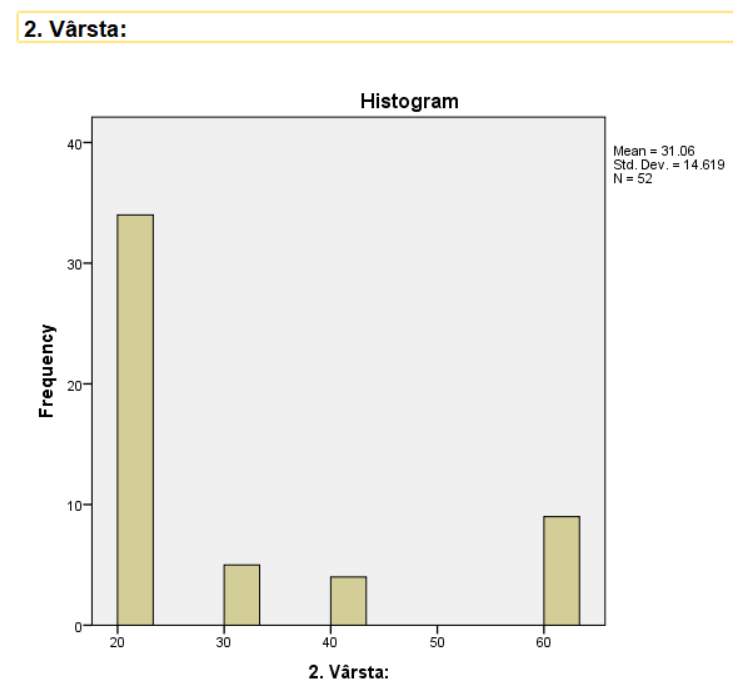 2. Vârsta:
Histogram
Mean = 31.06
Std. Dev. = 14.619
N = 52
Frequency
40
30
20
10
0
20 30 40 50 60
2. Vârsta: